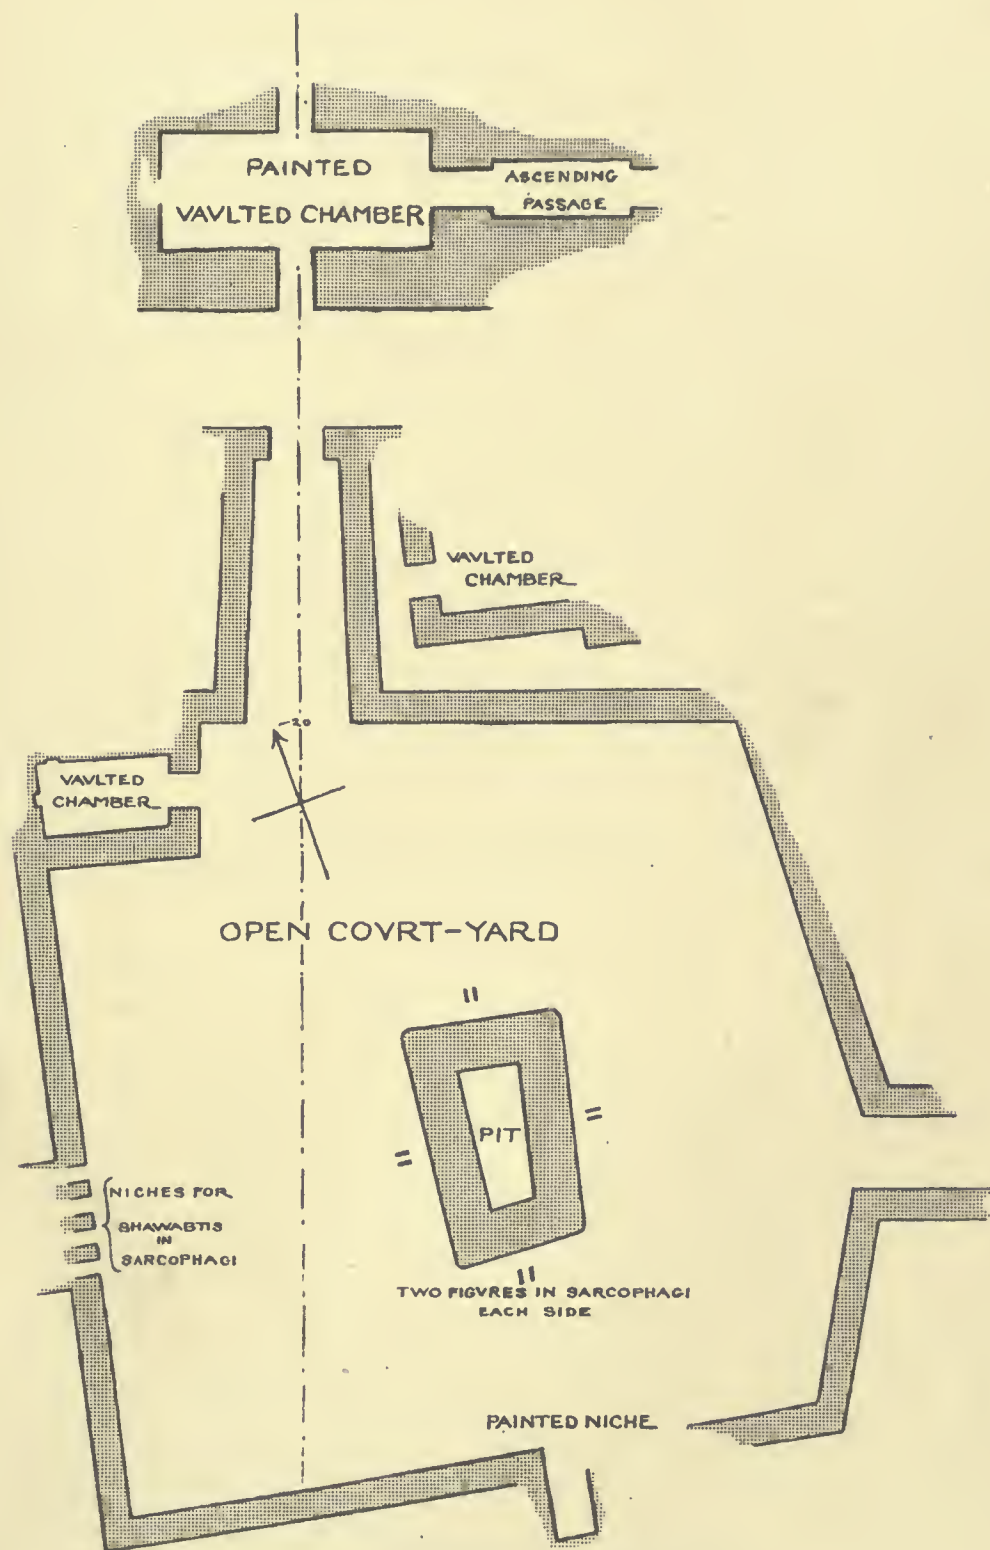 PAINTED
VAVLTED CHAMBER
ASCENDING
PASSAGE
VAVLTED
CHAMBER
20
VAVLTED
CHAMBER
OPEN COVRT-YARD
PIT
NICHES FOR
SHAWABTIS
IN
SARCOPHAGI
TWO FIGVRES IN SARCOPHAGI
EACH SIDE
PAINTED NICHE